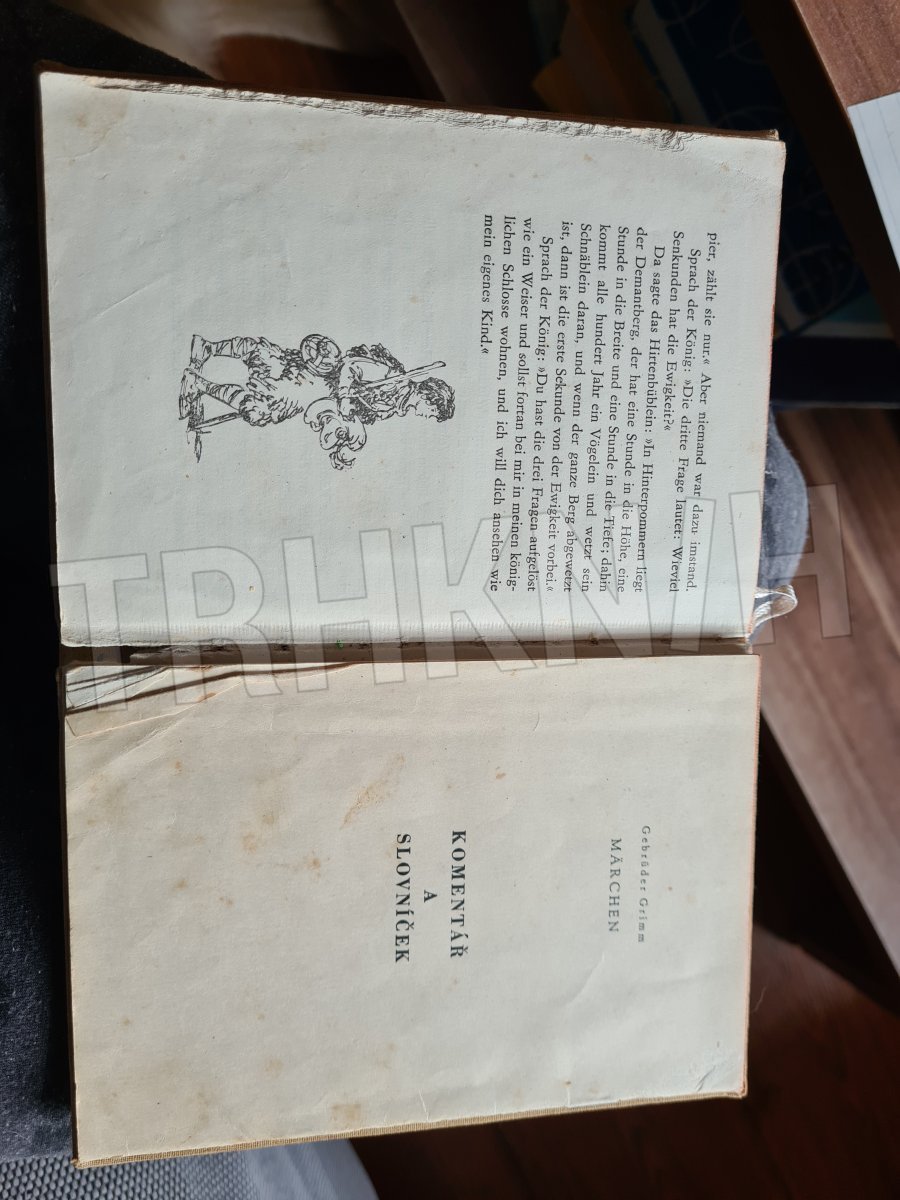 pier, zählt sie nur.« Aber niemand war dazu imstand.
Sprach der König: »Die dritte Frage lautet: Wieviel
Senkunden hat die Ewigkeit?«
Da sagte das Hirtenbüblein: »In Hinterpommern liegt
der Demantberg, der hat eine Stunde in die Höhe, eine
Stunde in die Breite und eine Stunde in die Tiefe; dahin
kommt alle hundert Jahr ein Vögelein und wetzt sein
Schnäblein daran, und wenn der ganze Berg abgewetzt
ist, dann ist die erste Sekunde von der Ewigkeit vorbei.«
Sprach der König: »Du hast die drei Fragen aufgelöst
wie ein Weiser und sollst fortan bei mir in meinen könig-
lichen Schlosse wohnen, und ich will dich ansehen wie
mein eigenes Kind.«
Gebrüder Grimm
MÄRCHEN
KOMENTÁŘ
A
SLOVNÍČEK
TRHKNIH